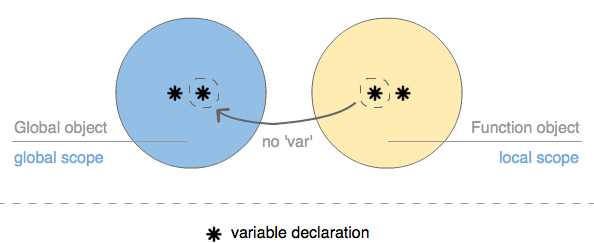 Global object
global scope
no 'var'
Function object
local scope
variable declaration